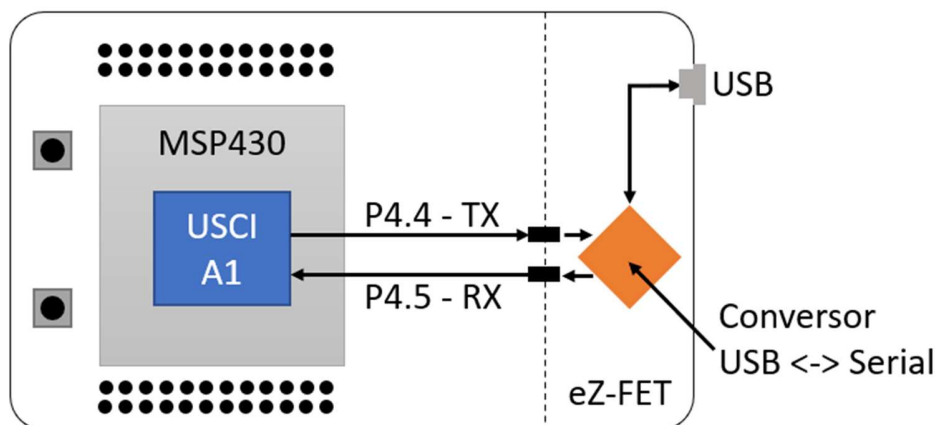 USB
MSP430
USCI
A1
P4.4 - TX
P4.5 - RX
Conversor
USB <-> Serial
eZ-FET